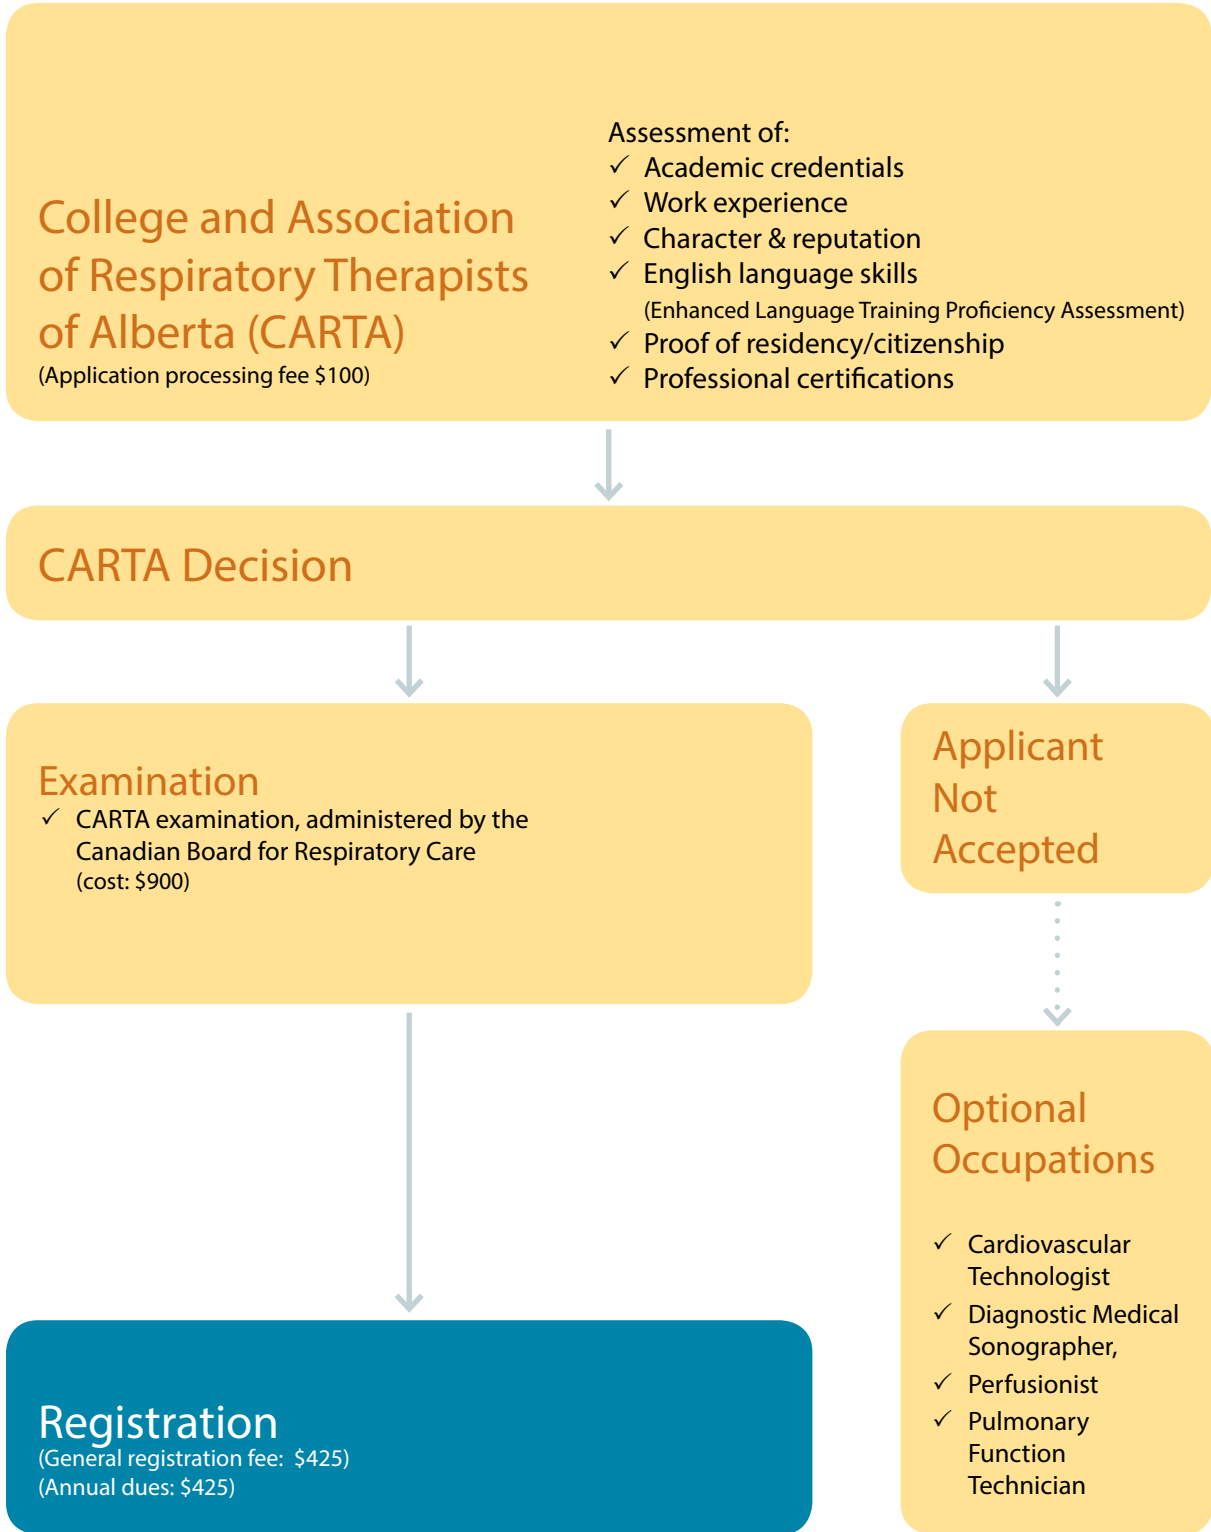 College and Association
of Respiratory Therapists
of Alberta (CARTA)
(Application processing fee $100)
Assessment of:
✓ Academic credentials
✓ Work experience
✓ Character & reputation
✓ English language skills
(Enhanced Language Training Proficiency Assessment)
✓ Proof of residency/citizenship
✓ Professional certifications
CARTA Decision
Examination
✓ CARTA examination, administered by the
Canadian Board for Respiratory Care
(cost: $900)
Applicant
Not
Accepted
Optional
Occupations
✓ Cardiovascular
Technologist
✓ Diagnostic Medical
Sonographer,
✓ Perfusionist
✓ Pulmonary
Function
Technician
Registration
(General registration fee: $425)
(Annual dues: $425)